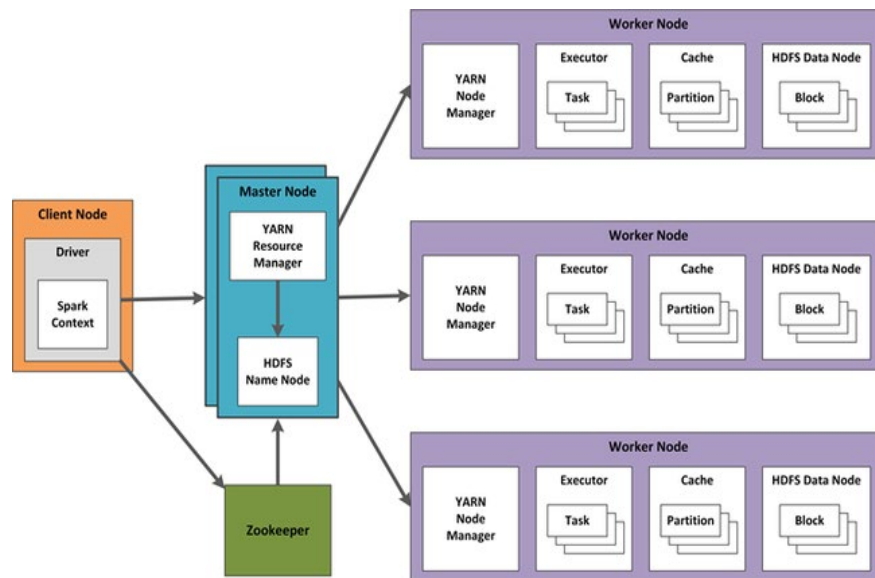 Client Node
Driver
Spark
Context
Master Node
YARN
Resource
Manager
HDFS
Name Node
Zookeeper
Worker Node
YARN
Node
Manager
Executor
Task
Cache
Partition
HDFS Data Node
Block
Worker Node
YARN
Node
Manager
Executor
Task
Cache
Partition
HDFS Data Node
Block
Worker Node
YARN
Node
Manager
Executor
Task
Cache
Partition
HDFS Data Node
Block